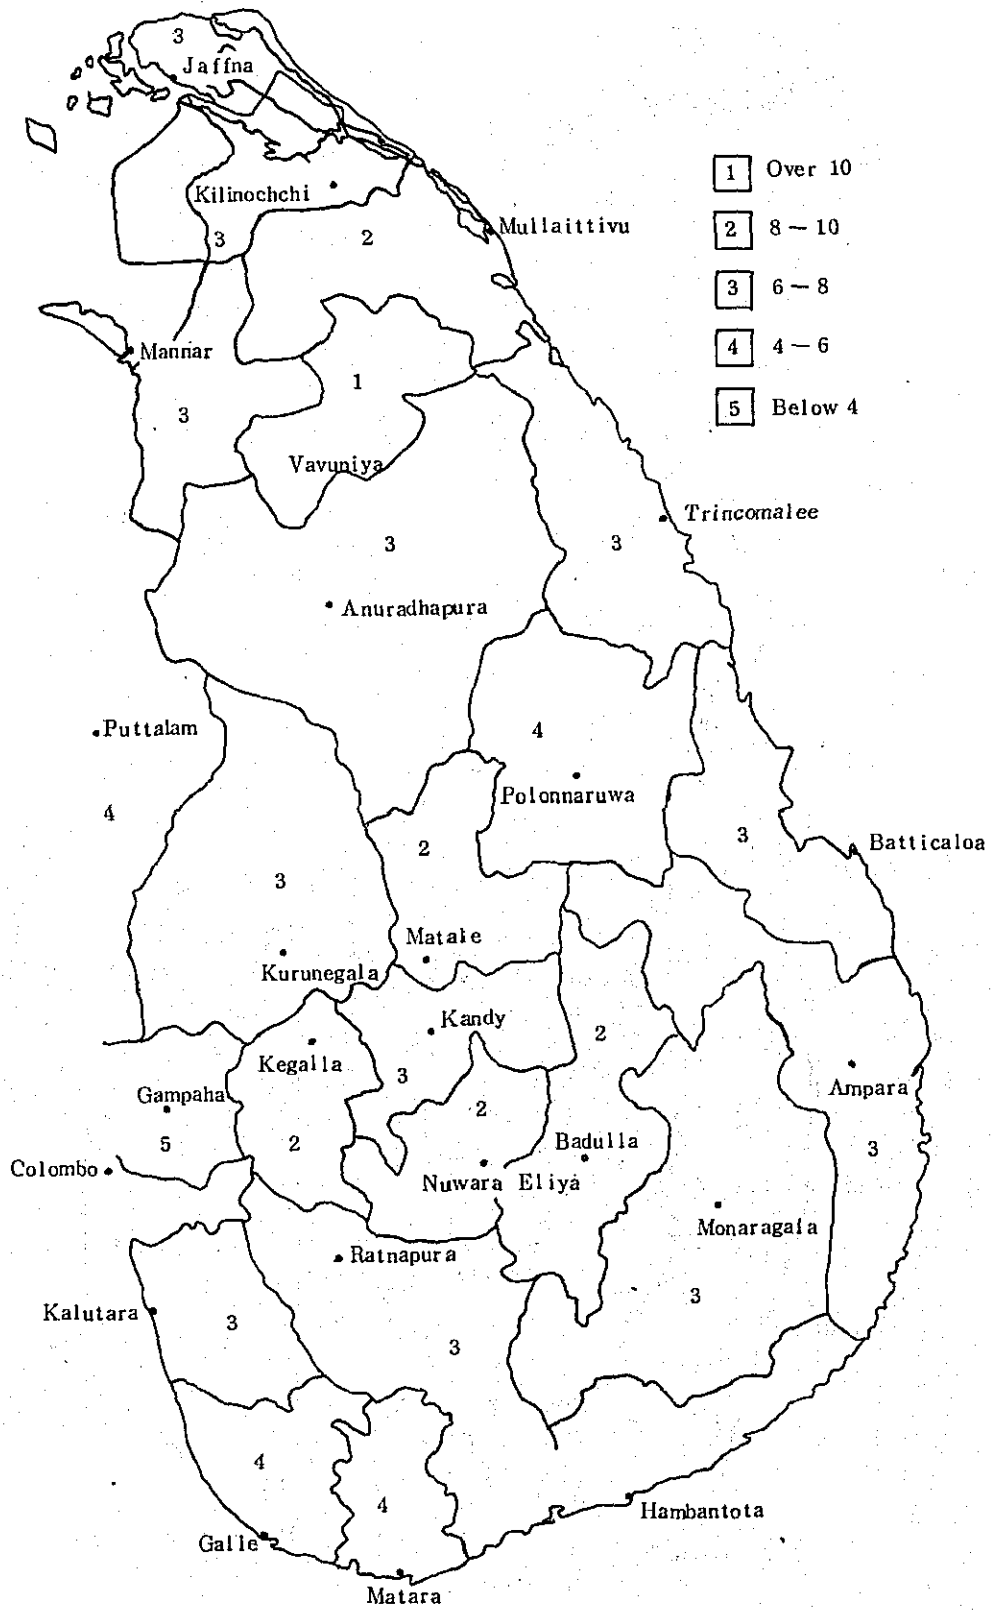 3
Jaffna
1 Over 10
Kilinochchi
2 8 — 10
Mullaittivu
3
2
3 6 — 8
Mannar
4 4 — 6
1
5 Below 4
3
Vavuniya
Trincomalee
3
3
Anuradhapura
Puttalam
4
Polonnaruwa
4
3
Batticaloa
2
3
Matale
Kurunegala
Kandy
2
Kegalla
Ampara
3
Gampaha
2
5
2
Badulla
3
Colombo
Nuwara Eliya
Monaragala
Ratnapura
3
Kalutara
3
3
4
4
Hambantota
Galle
Matara